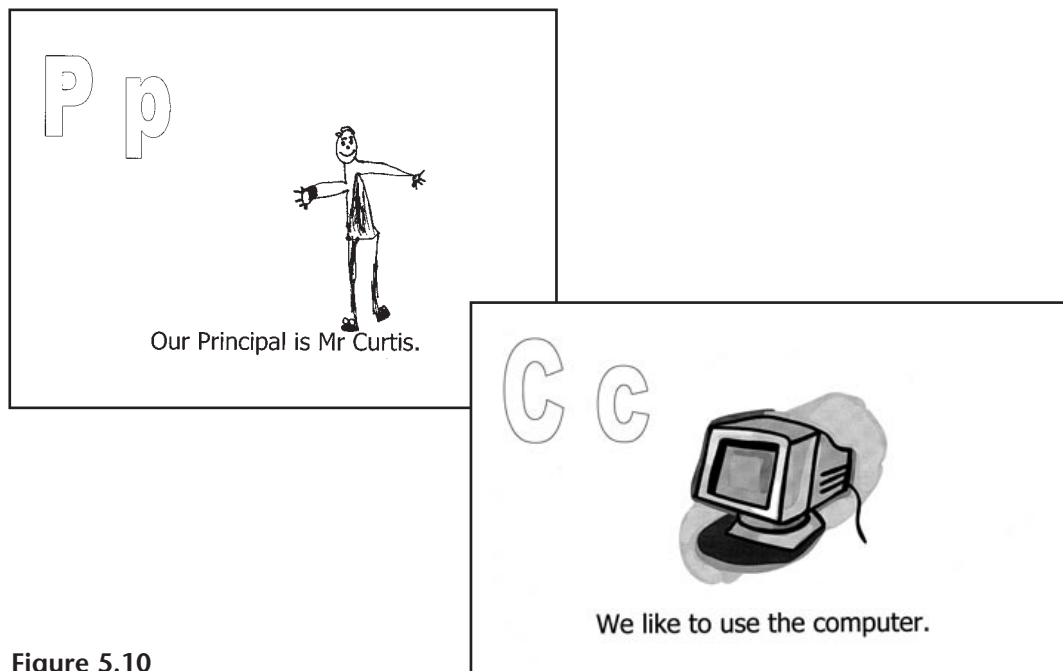 P p
Our Principal is Mr Curtis.
C c
We like to use the computer.
Figure 5.10